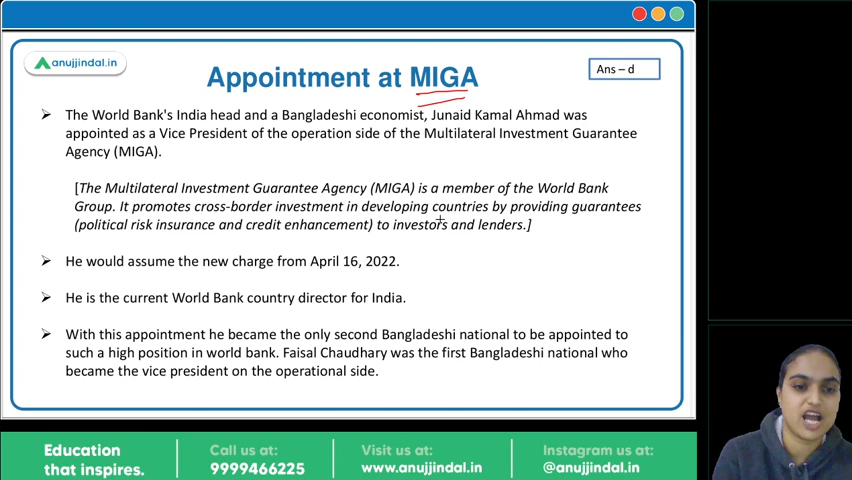 anujjindal.in
Appointment at MIGA
Ans – d
➢ The World Bank's India head and a Bangladeshi economist, Junaid Kamal Ahmad was
appointed as a Vice President of the operation side of the Multilateral Investment Guarantee
Agency (MIGA).
[The Multilateral Investment Guarantee Agency (MIGA) is a member of the World Bank
Group. It promotes cross-border investment in developing countries by providing guarantees
(political risk insurance and credit enhancement) to investors and lenders.]
➢ He would assume the new charge from April 16, 2022.
➢ He is the current World Bank country director for India.
➢ With this appointment he became the only second Bangladeshi national to be appointed to
such a high position in world bank. Faisal Chaudhary was the first Bangladeshi national who
became the vice president on the operational side.
Education
that inspires.
Call us at:
9999466225
Visit us at:
www.anujjindal.in
Instagram us at:
@anujjindal.in